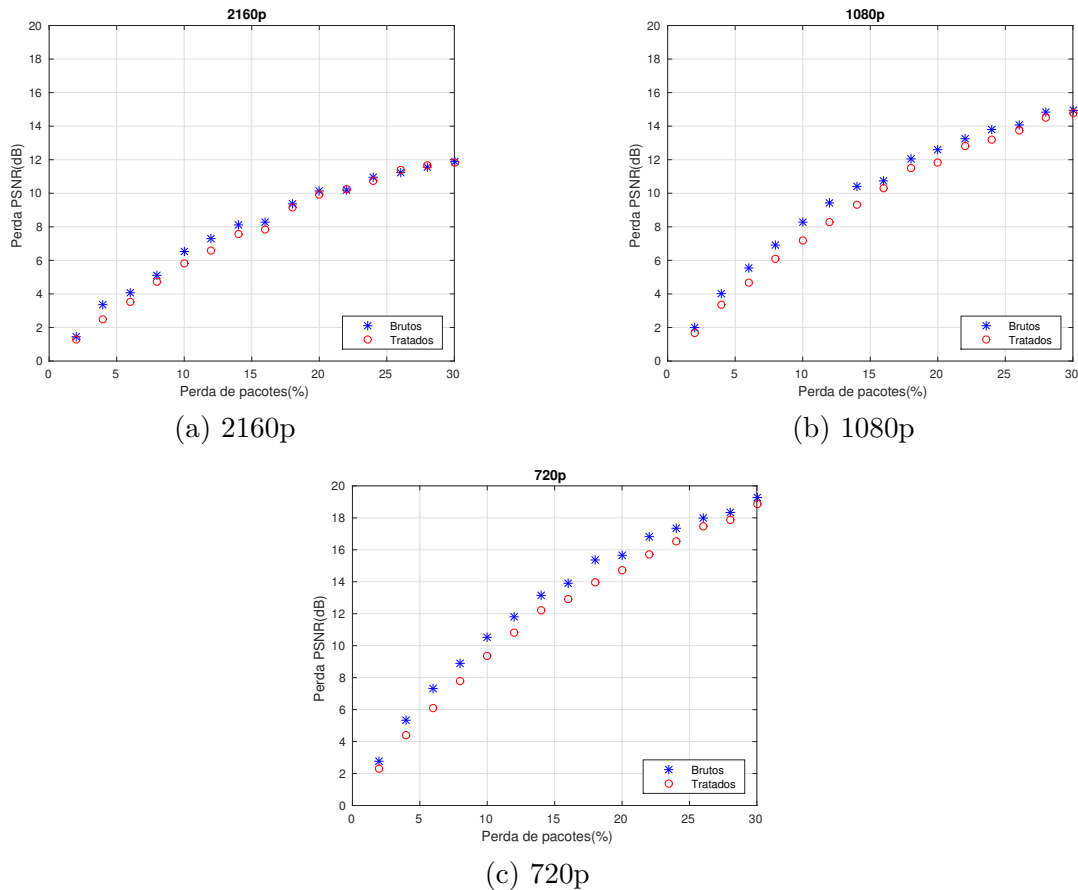 2160p
20
18
16
14
12
10
8
6
4
2
0
Perda PSNR(dB)
Brutos
Tratados
0 5 10 15 20 25 30
Perda de pacotes(%)
(a) 2160p
1080p
20
18
16
14
12
10
8
6
4
2
0
Perda PSNR(dB)
Brutos
Tratados
0 5 10 15 20 25 30
Perda de pacotes(%)
(b) 1080p
720p
20
18
16
14
12
10
8
6
4
2
0
Perda PSNR(dB)
Brutos
Tratados
0 5 10 15 20 25 30
Perda de pacotes(%)
(c) 720p